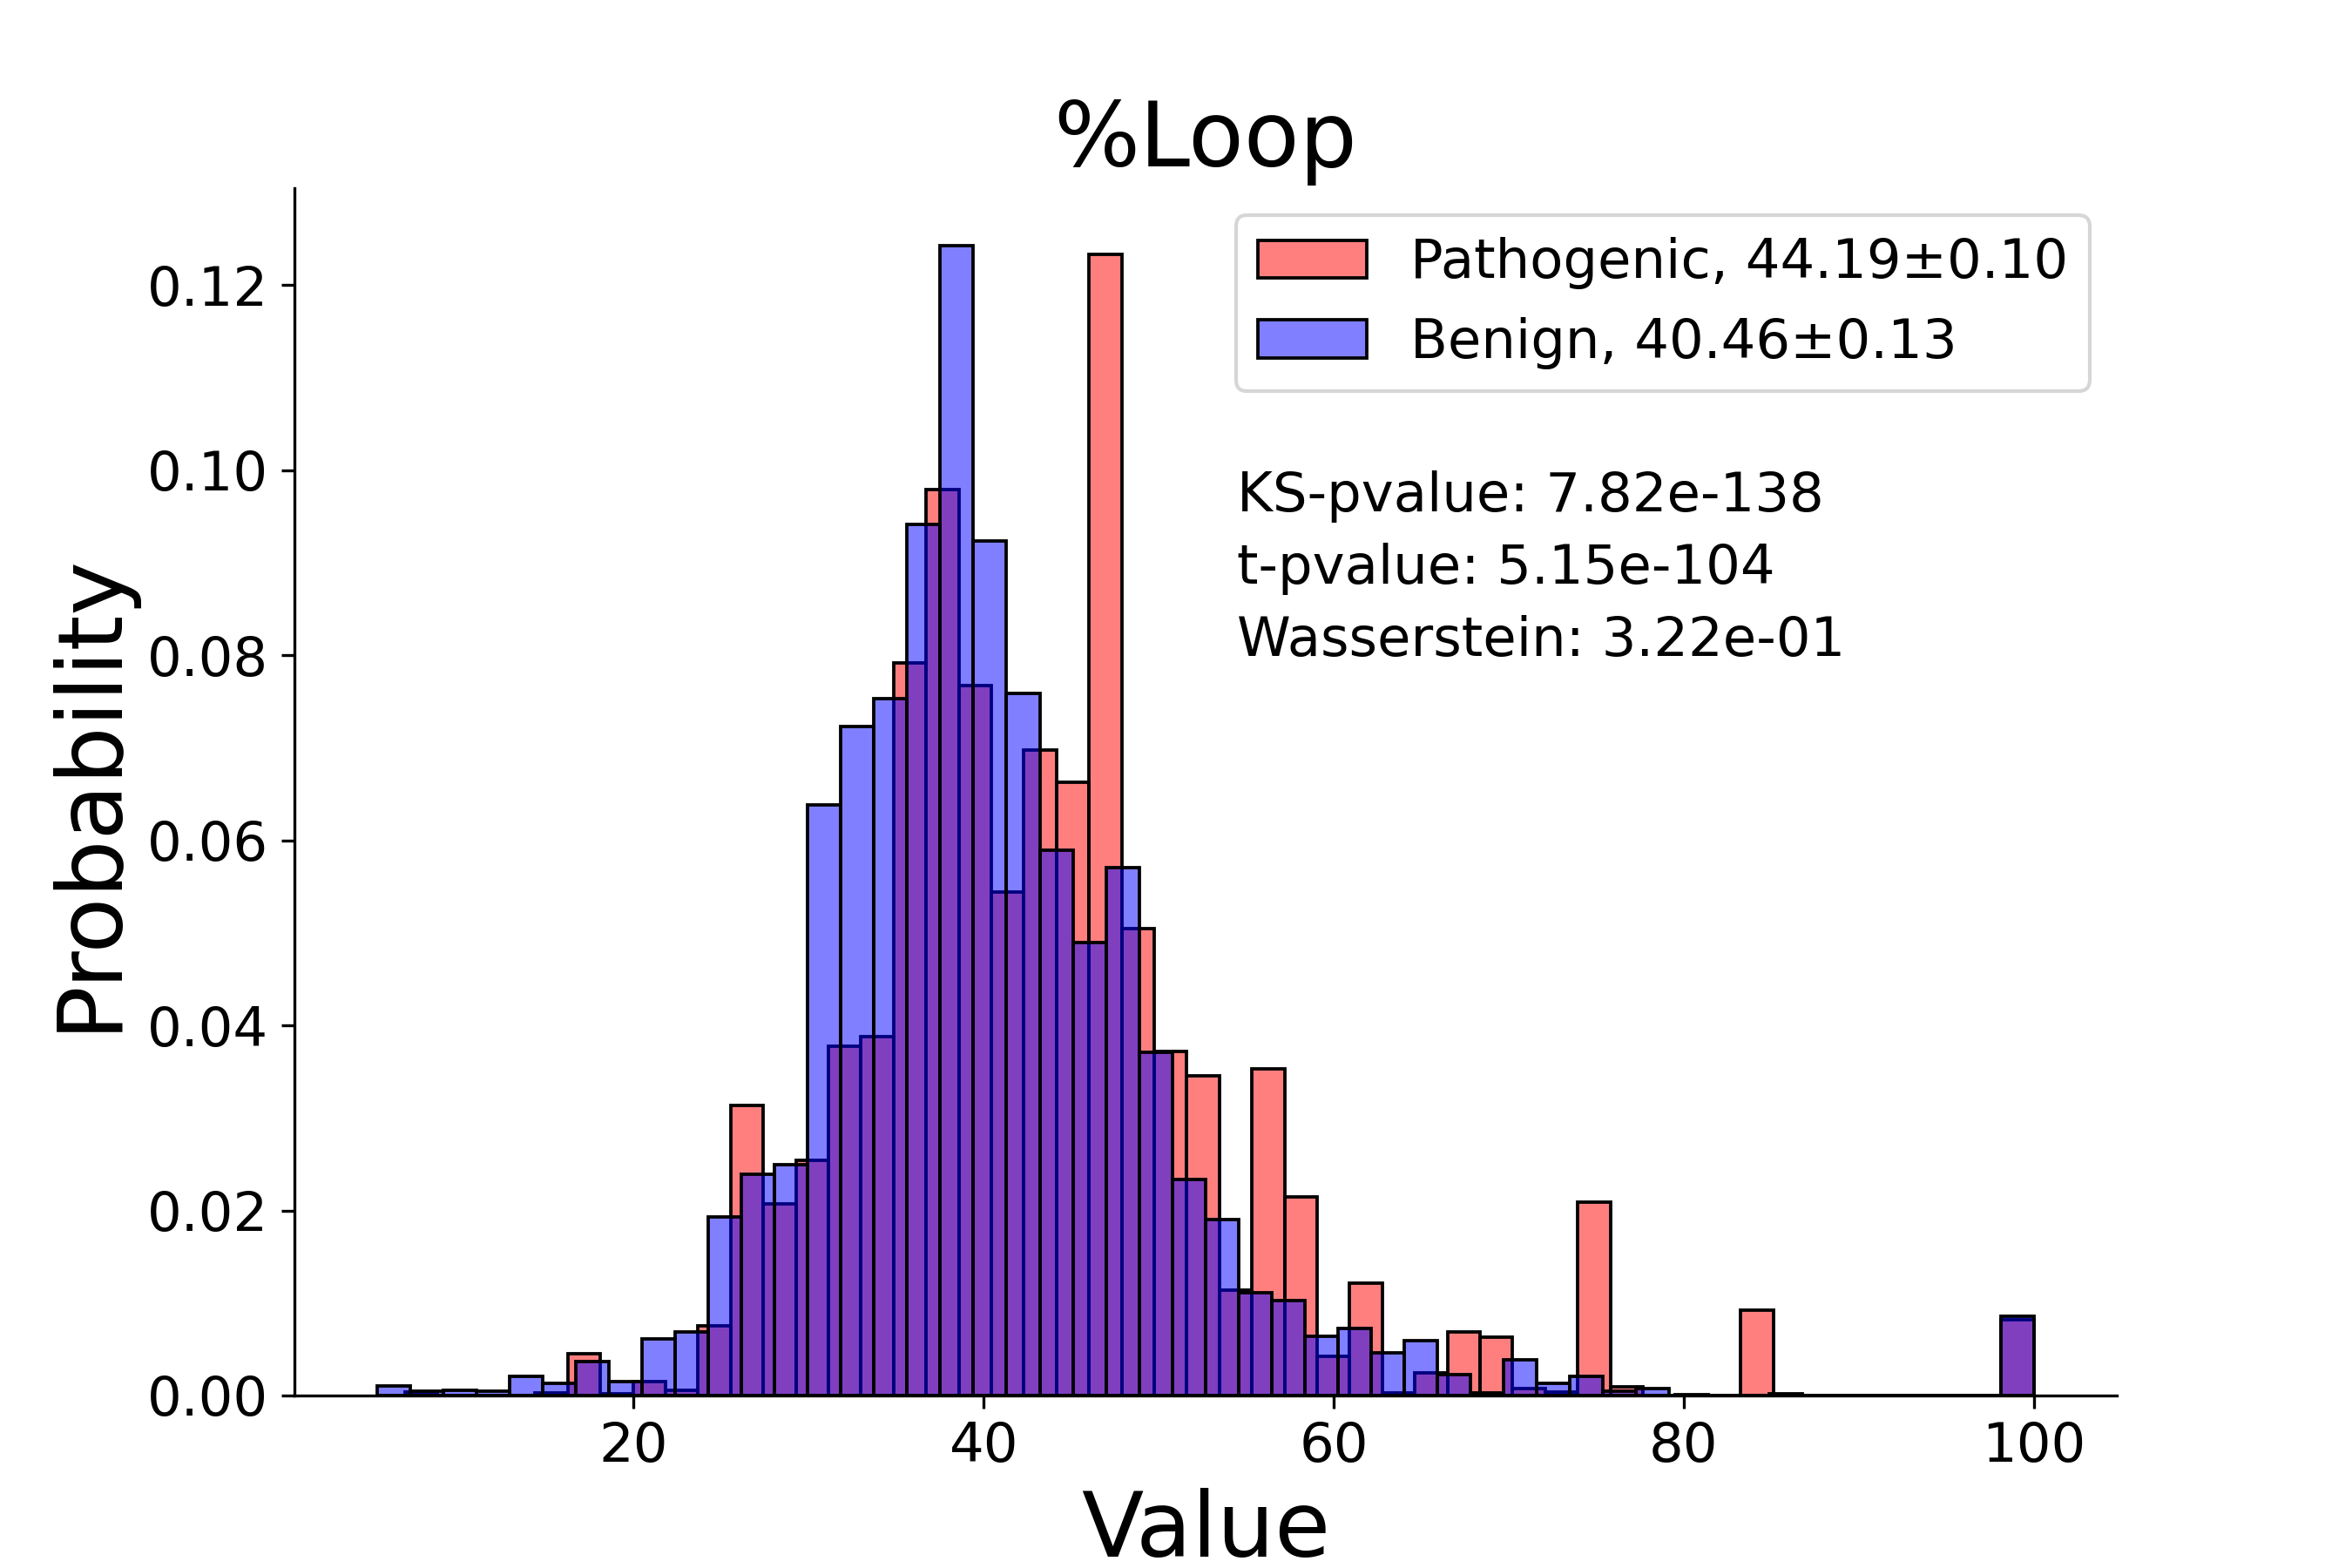 %Loop
Pathogenic, 44.19±0.10
Benign, 40.46±0.13
KS-pvalue: 7.82e-138
t-pvalue: 5.15e-104
Wasserstein: 3.22e-01
Probability
0.12
0.10
0.08
0.06
0.04
0.02
0.00
20 40 60 80 100
Value